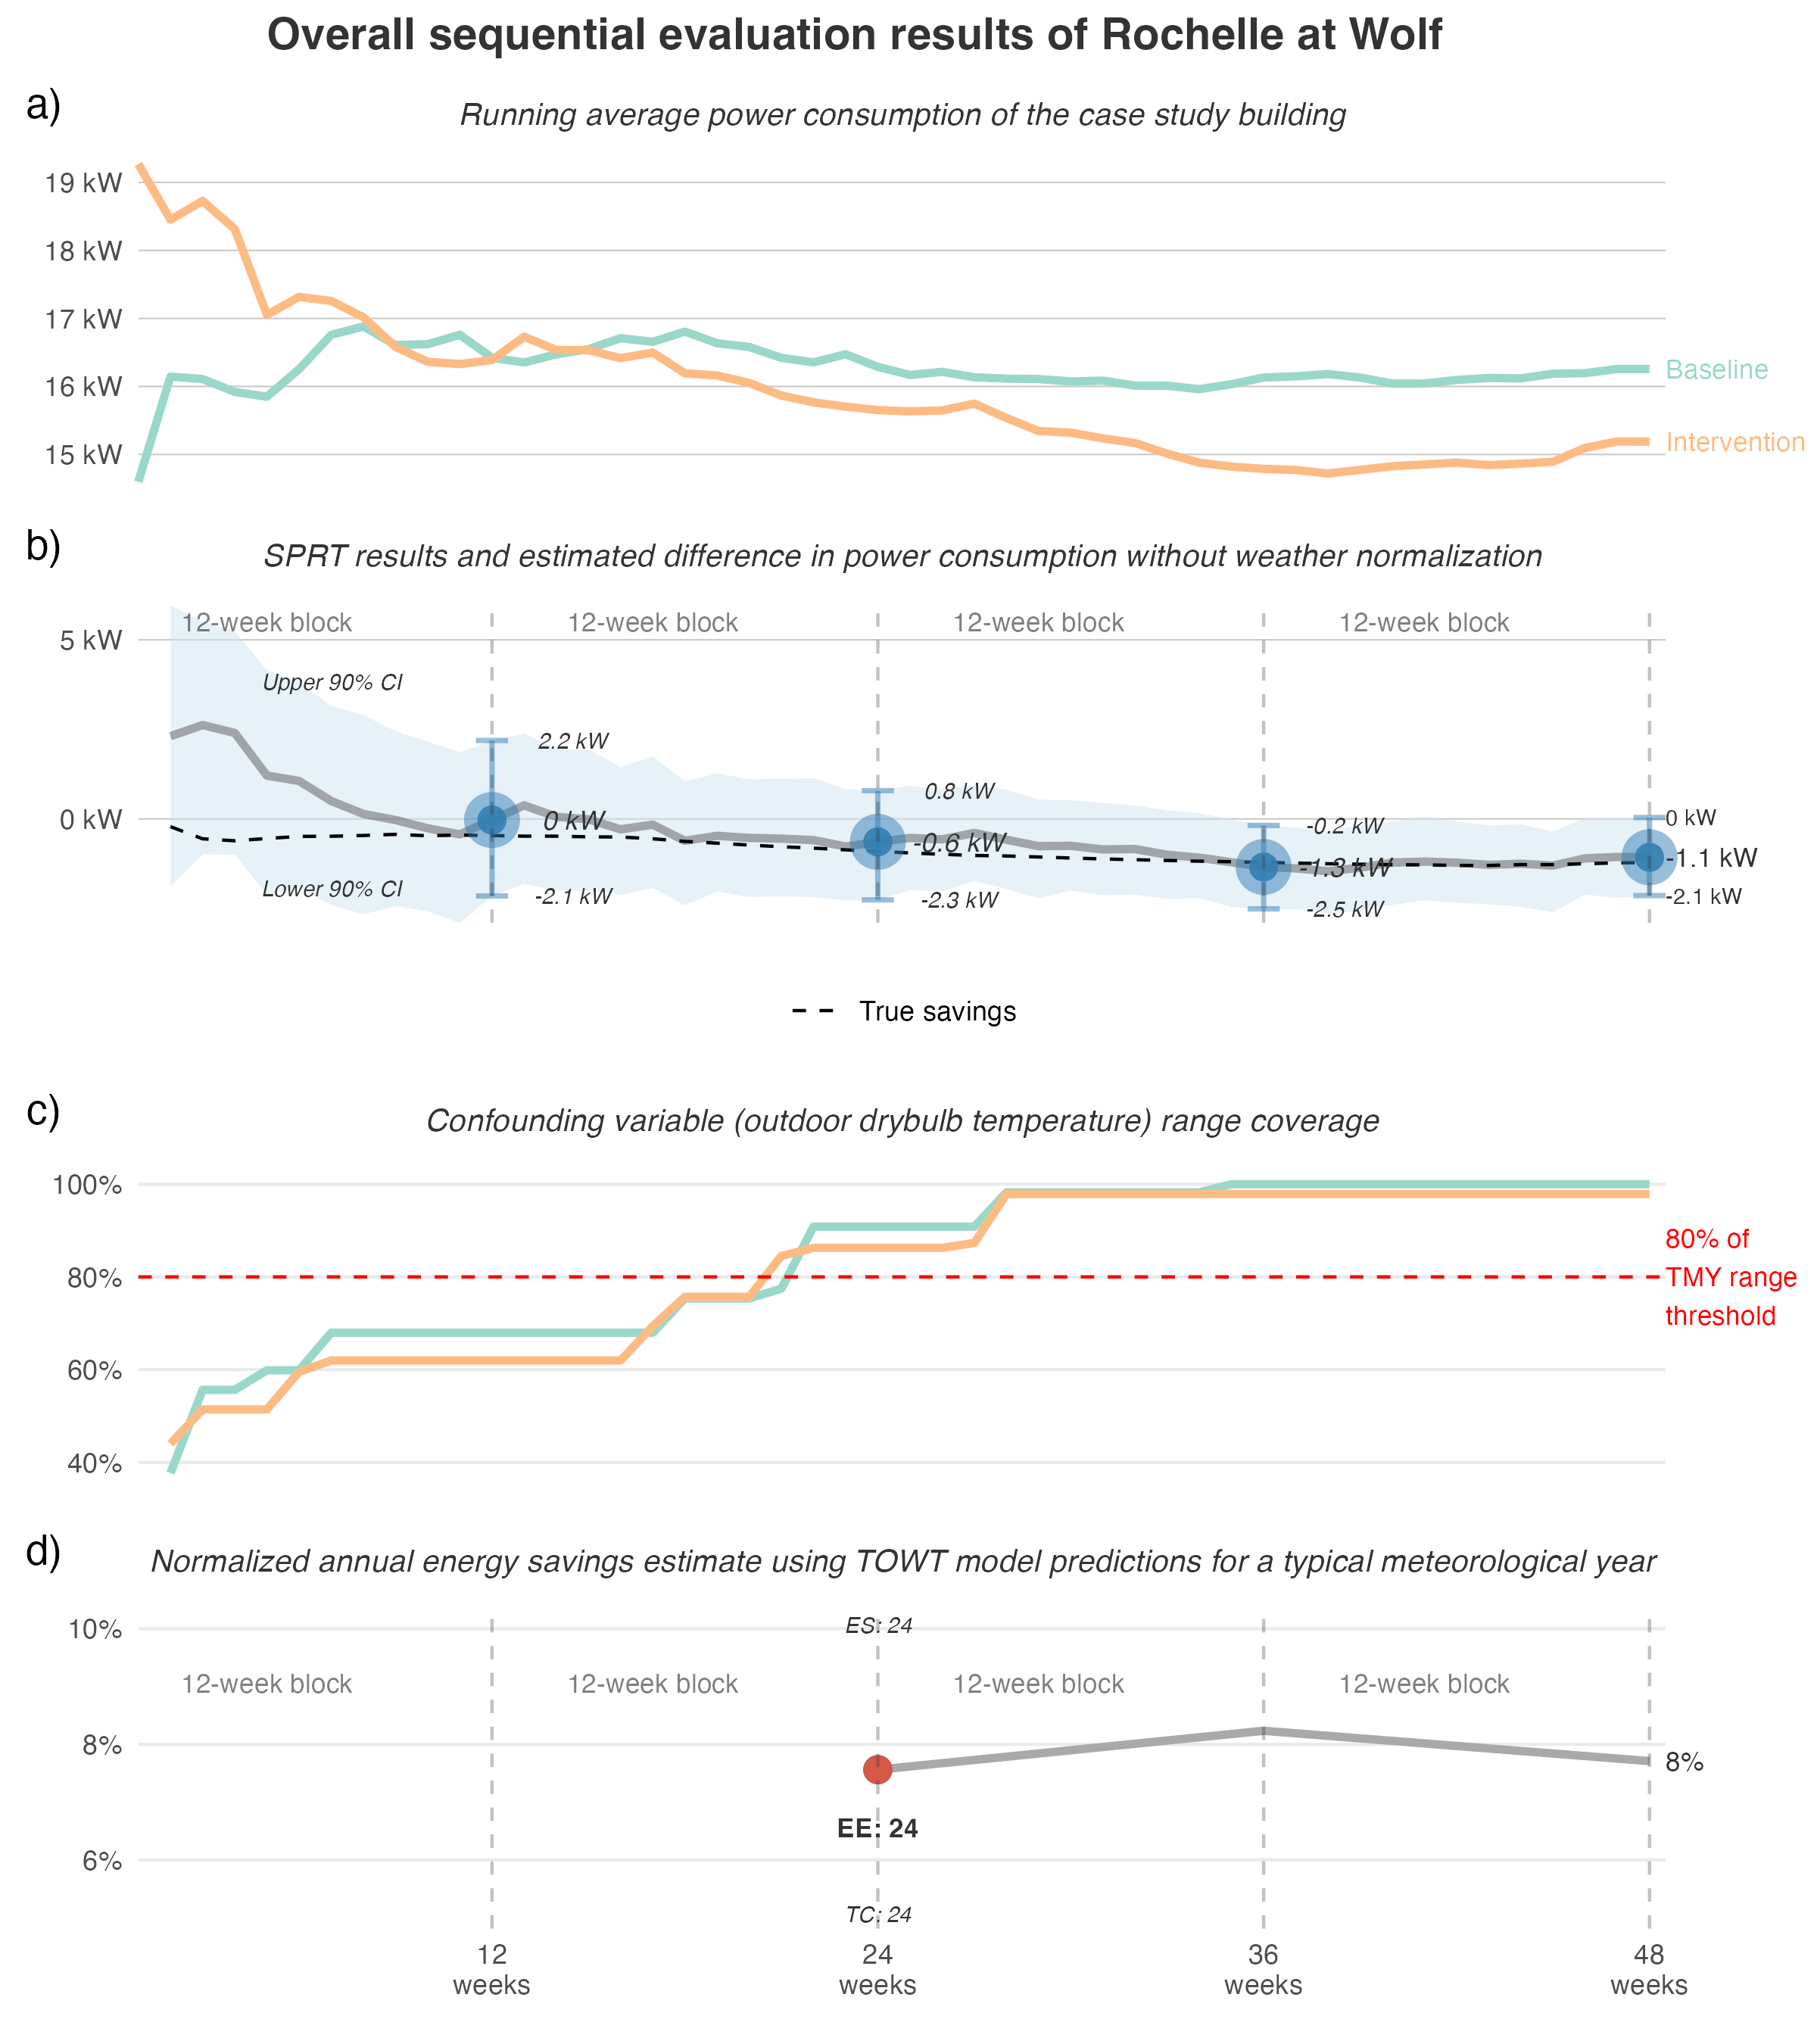 Overall sequential evaluation results of Rochelle at Wolf
a)
Running average power consumption of the case study building
19 kW
18 kW
17 kW
16 kW
15 kW
Baseline
Intervention
b)
SPRT results and estimated difference in power consumption without weather normalization
12-week block
12-week block
12-week block
12-week block
5 kW
0 kW
Upper 90% CI
Lower 90% CI
2.2 kW
0 kW
-2.1 kW
0.8 kW
-0.6 kW
-2.3 kW
-0.2 kW
-1.3 kW
-2.5 kW
0 kW
-1.1 kW
-2.1 kW
True savings
c)
Confounding variable (outdoor drybulb temperature) range coverage
100%
80%
60%
40%
80% of
TMY range
threshold
d)
Normalized annual energy savings estimate using TOWT model predictions for a typical meteorological year
10%
8%
6%
ES: 24
12-week block
12-week block
12-week block
12-week block
8%
EE: 24
TC: 24
12
weeks
24
weeks
36
weeks
48
weeks